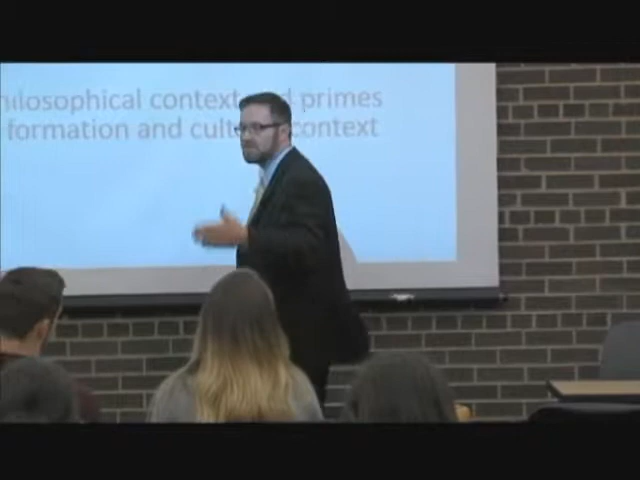 hilosophical context primes
formation and cult context